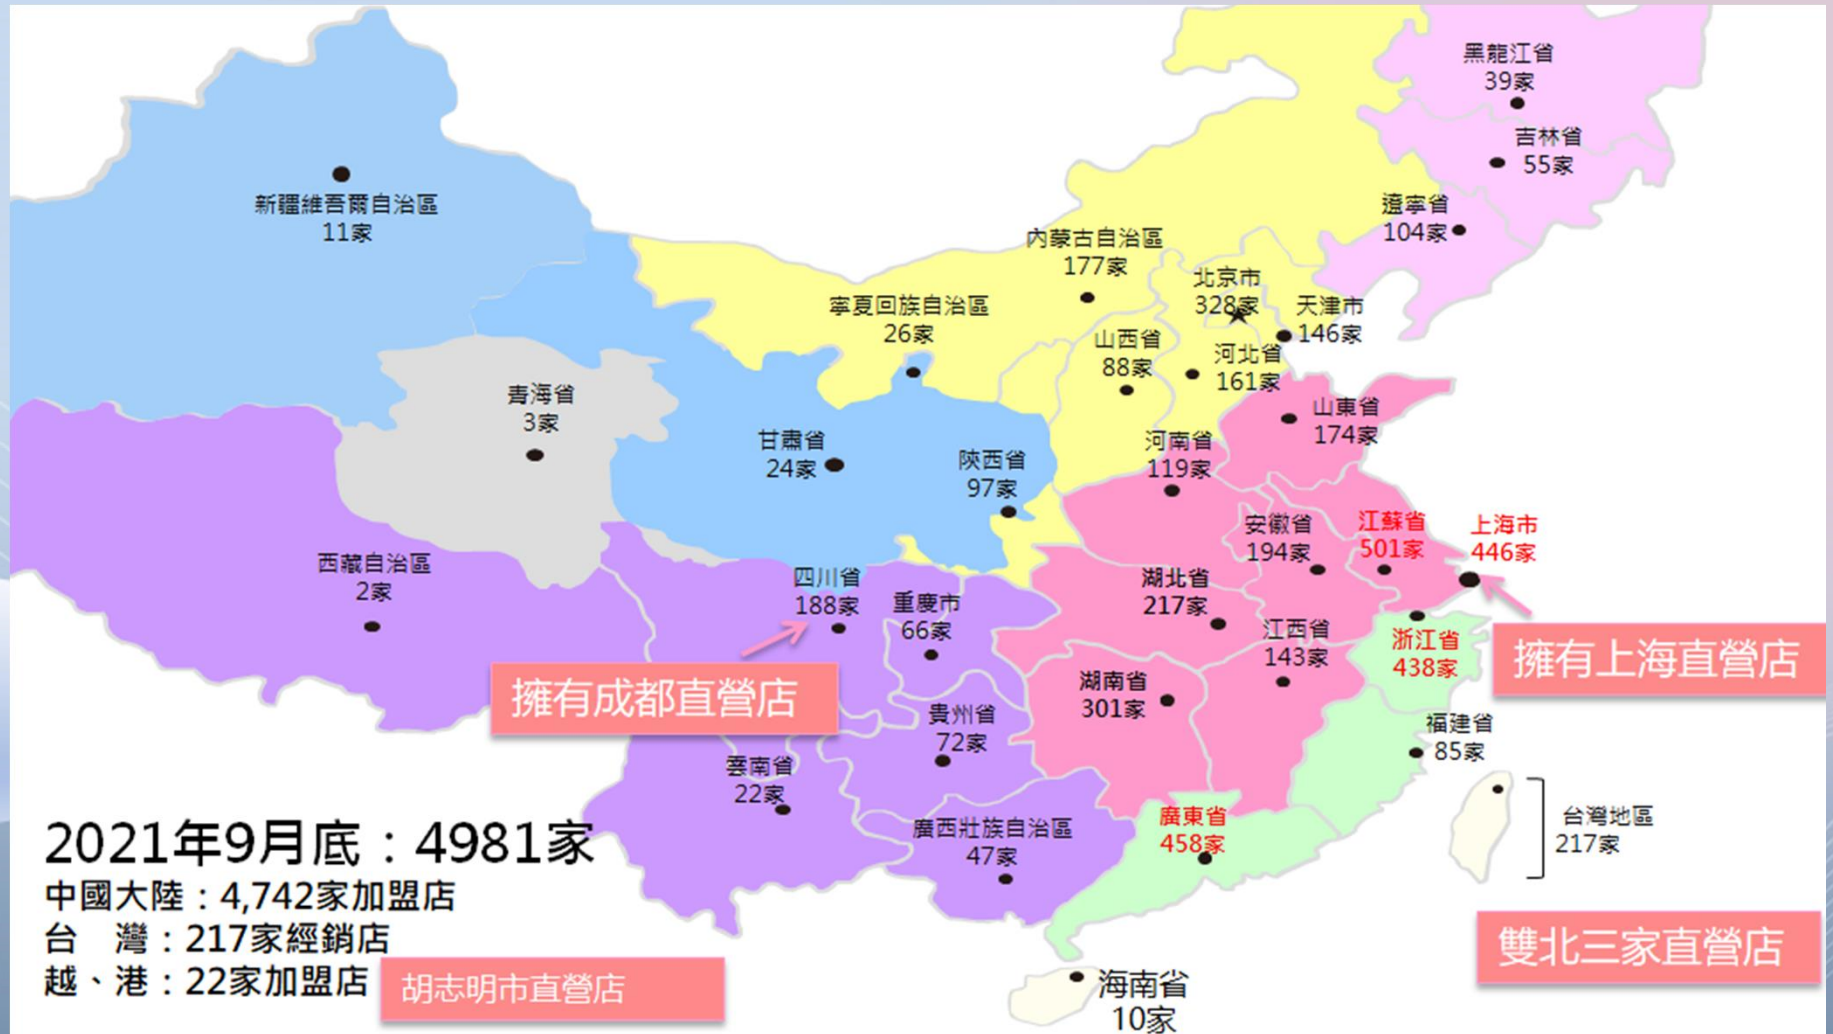 黑龍江省
39家
吉林省
55家
遼寧省
104家
新疆維吾爾自治區
11家
內蒙古自治區
177家
北京市
328家
天津市
146家
寧夏回族自治區
26家
山西省
88家
河北省
161家
青海省
3家
山東省
174家
甘肅省
24家
陝西省
97家
河南省
119家
安徽省
194家
江蘇省
501家
上海市
446家
西藏自治區
2家
四川省
188家
重慶市
66家
湖北省
217家
江西省
143家
浙江省
438家
擁有上海直營店
擁有成都直營店
湖南省
301家
貴州省
72家
福建省
85家
雲南省
22家
廣西壯族自治區
47家
廣東省
458家
台灣地區
217家
2021年9月底：4981家
中國大陸：4,742家加盟店
台　灣：217家經銷店
越、港：22家加盟店
胡志明市直營店
雙北三家直營店
海南省
10家